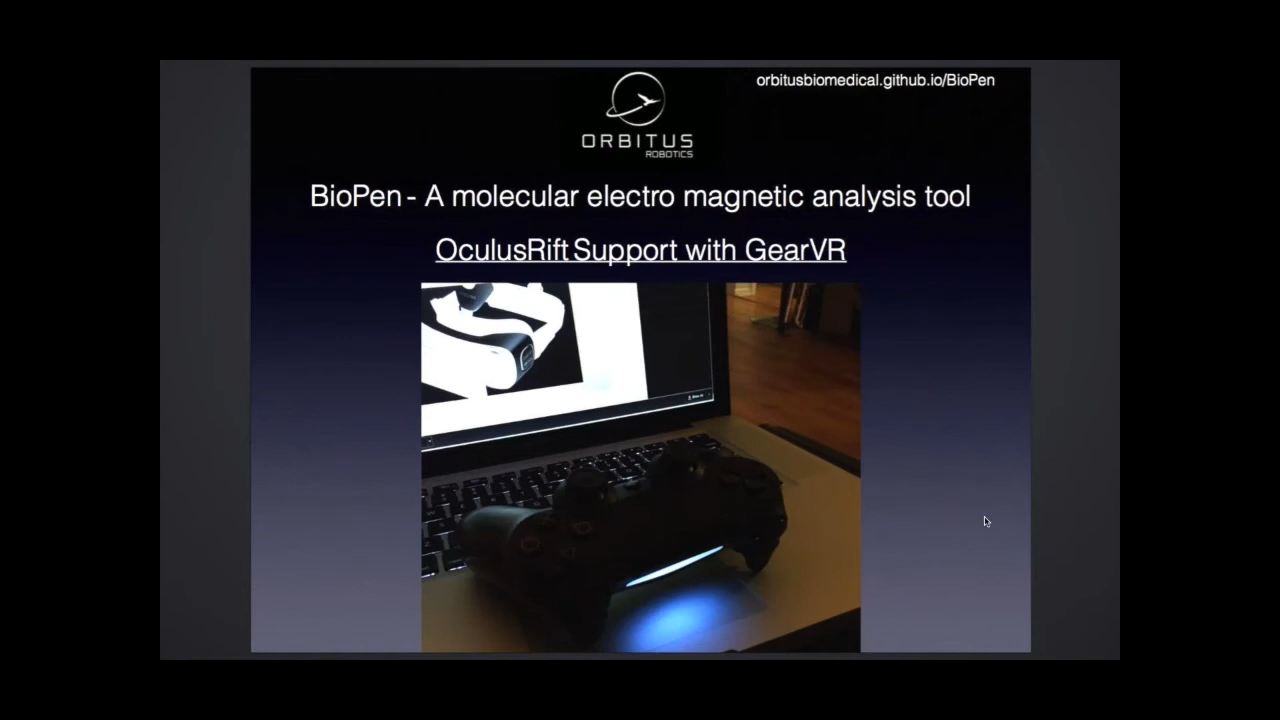 orbitusbiomedical.github.io/BioPen
ORBITUS
ROBOTICS
BioPen - A molecular electro magnetic analysis tool
OculusRift Support with GearVR